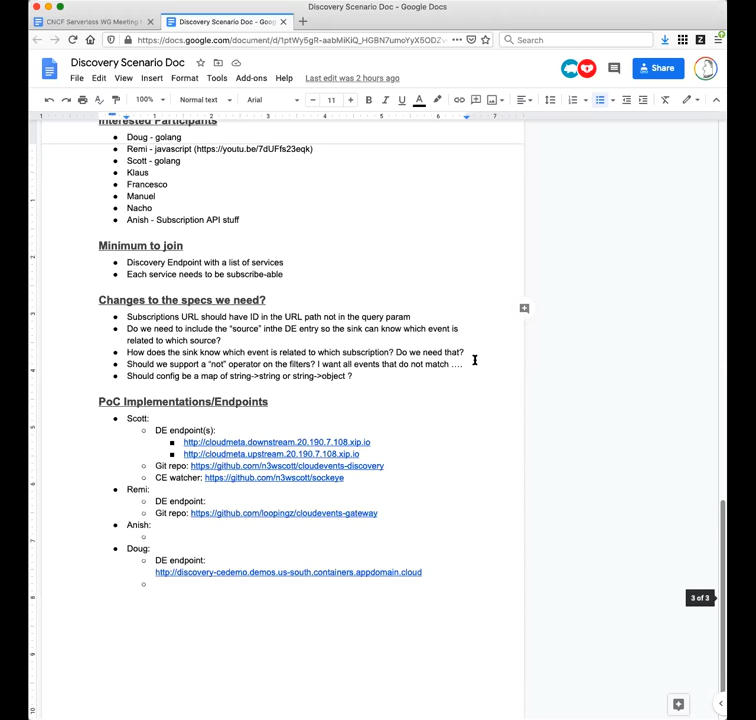 Discovery Scenario Doc - Google Docs
CNCF Serverless WG Meeting
Discovery Scenario Doc - Goog
https://docs.google.com/document/d/1ptWy5gR-aabMiKiQ_HGBN7umoYyX5ODZv
Search
Discovery Scenario Doc
File Edit View Insert Format Tools Add-ons Help Last edit was 2 hours ago
Share
100% Normal text Arial 11 B I U A
1 1 2 3 4 5 6 7
Interested Participants
Doug - golang
Remi - javascript (https://youtu.be/7dUFfs23eqk)
Scott - golang
Klaus
Francesco
Manuel
Nacho
Anish - Subscription API stuff
Minimum to join
Discovery Endpoint with a list of services
Each service needs to be subscribe-able
Changes to the specs we need?
Subscriptions URL should have ID in the URL path not in the query param
Do we need to include the “source” inthe DE entry so the sink can know which event is
related to which source?
How does the sink know which event is related to which subscription? Do we need that?
Should we support a “not” operator on the filters? I want all events that do not match ….
Should config be a map of string->string or string->object ?
PoC Implementations/Endpoints
Scott:
DE endpoint(s):
http://cloudmeta.downstream.20.190.7.108.xip.io
http://cloudmeta.upstream.20.190.7.108.xip.io
Git repo: https://github.com/n3wscott/cloudevents-discovery
CE watcher: https://github.com/n3wscott/sockeye
Remi:
DE endpoint:
Git repo: https://github.com/loopingz/cloudevents-gateway
Anish:
Doug:
DE endpoint:
http://discovery-cedemo.demos.us-south.containers.appdomain.cloud
3 of 3